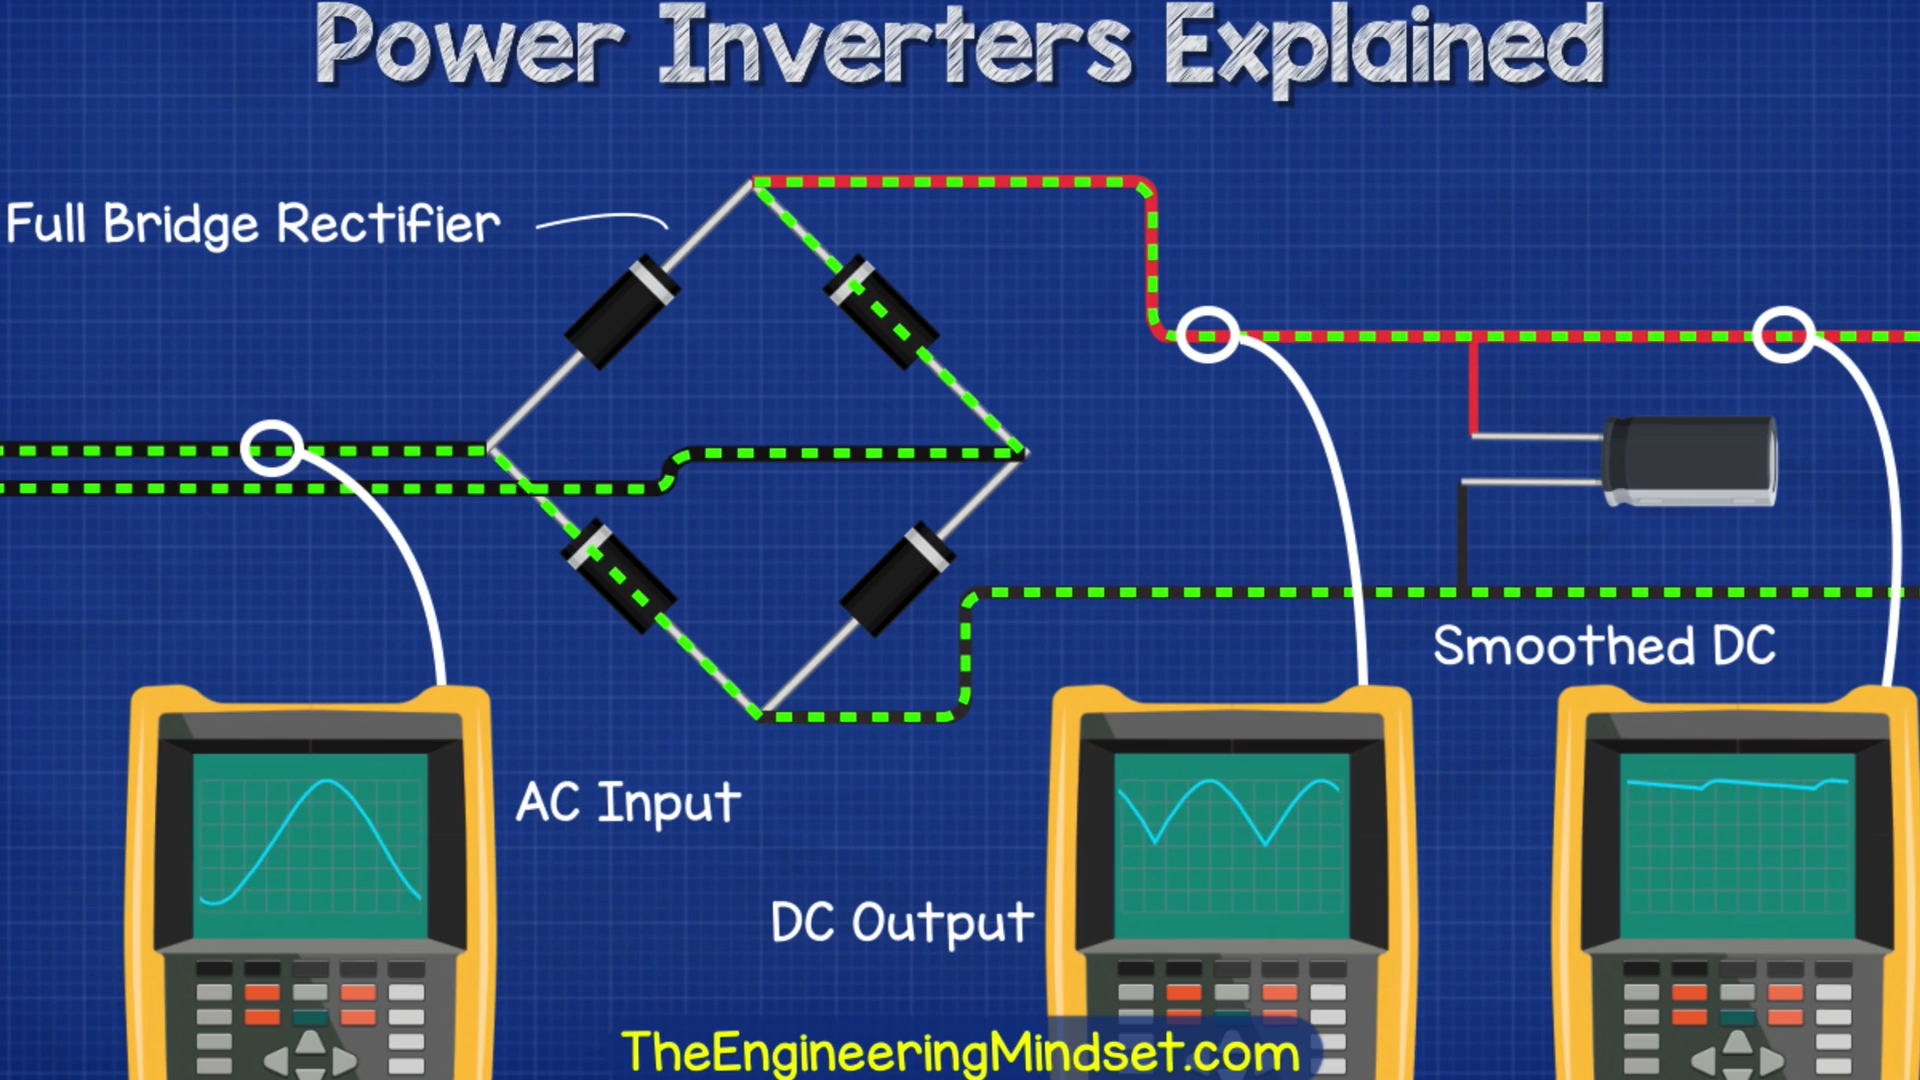 Power Inverters Explained
Full Bridge Rectifier
Smoothed DC
AC Input
DC Output
TheEngineeringMindset.com